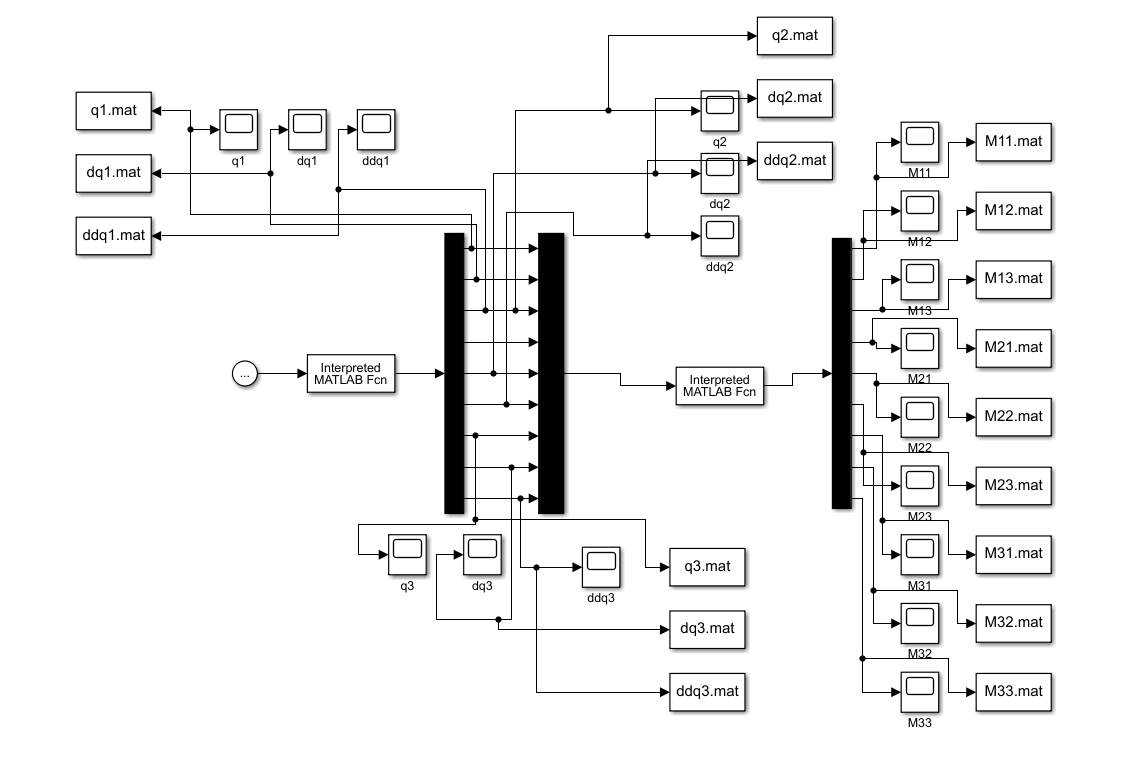 q2.mat
q1.mat
q1
dq1
ddq1
dq2.mat
q2
dq1.mat
ddq2.mat
dq2
ddq1.mat
ddq2
M11
M11.mat
M12
M12.mat
M13
M13.mat
M21
M21.mat
...
Interpreted
MATLAB Fcn
Interpreted
MATLAB Fcn
M22
M22.mat
M23
M23.mat
M31
M31.mat
M32
M32.mat
M33
M33.mat
q3
dq3
ddq3
q3.mat
dq3.mat
ddq3.mat